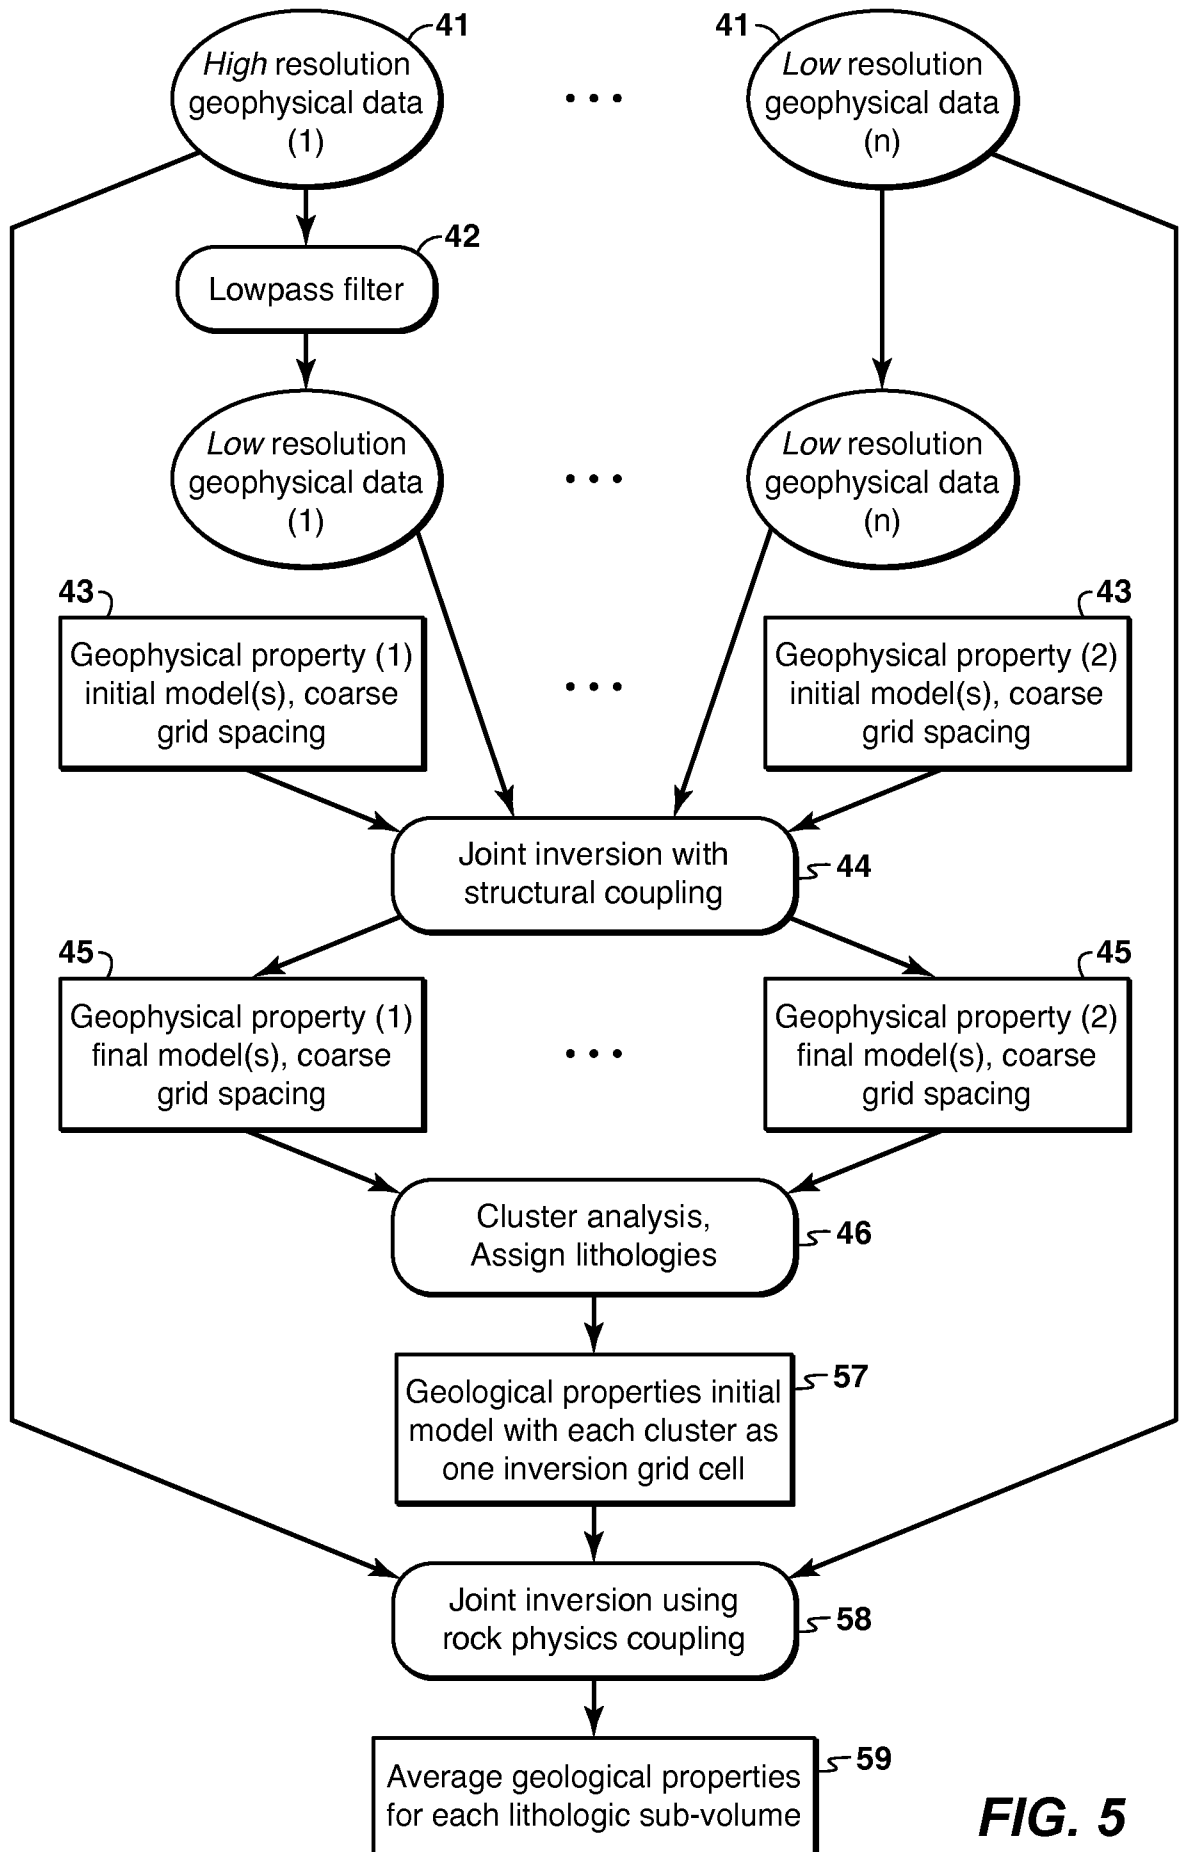 41
High resolution
geophysical data
(1)
• • •
41
Low resolution
geophysical data
(n)
42
Lowpass filter
Low resolution
geophysical data
(1)
• • •
Low resolution
geophysical data
(n)
43
Geophysical property (1)
initial model(s), coarse
grid spacing
• • •
43
Geophysical property (2)
initial model(s), coarse
grid spacing
Joint inversion with
structural coupling
44
45
Geophysical property (1)
final model(s), coarse
grid spacing
• • •
45
Geophysical property (2)
final model(s), coarse
grid spacing
Cluster analysis,
Assign lithologies
46
57
Geological properties initial
model with each cluster as
one inversion grid cell
Joint inversion using
rock physics coupling
58
59
Average geological properties
for each lithologic sub-volume
FIG. 5